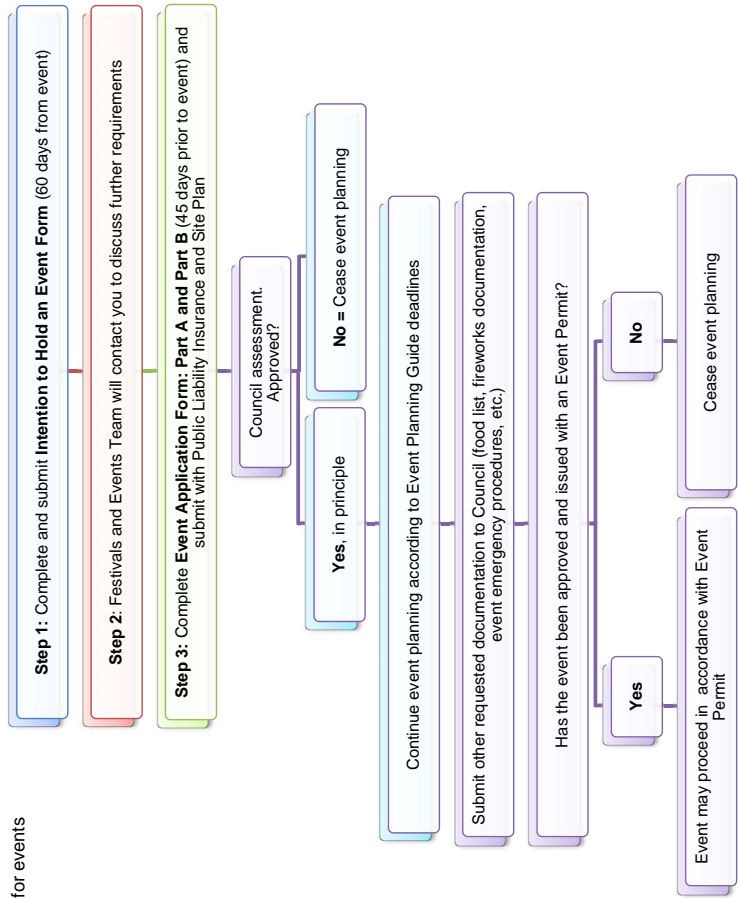 for events
Step 1: Complete and submit Intention to Hold an Event Form (60 days from event)
Step 2: Festivals and Events Team will contact you to discuss further requirements
Step 3: Complete Event Application Form: Part A and Part B (45 days prior to event) and
submit with Public Liability Insurance and Site Plan
Council assessment.
Approved?
Yes, in principle
No = Cease event planning
Continue event planning according to Event Planning Guide deadlines
Submit other requested documentation to Council (food list, fireworks documentation,
event emergency procedures, etc.)
Has the event been approved and issued with an Event Permit?
Yes
No
Event may proceed in accordance with Event
Permit
Cease event planning